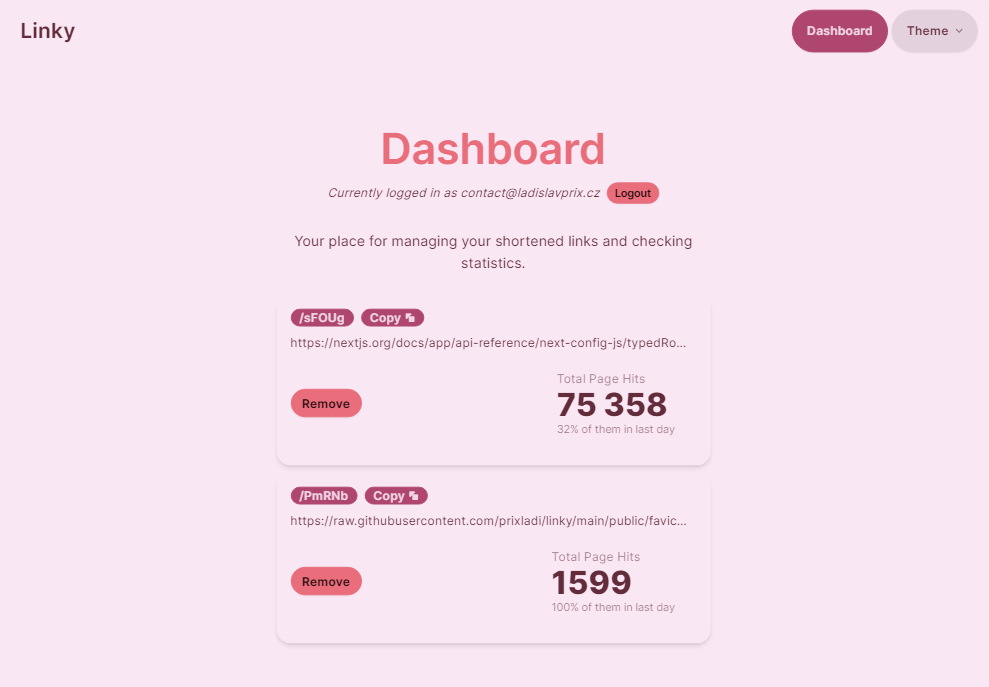 Linky
Dashboard
Theme
Dashboard
Currently logged in as contact@ladislavprix.cz Logout
Your place for managing your shortened links and checking
statistics.
/sFOUg Copy
https://nextjs.org/docs/app/api-reference/next-config-js/typedRo...
Total Page Hits
Remove
75 358
32% of them in last day
/PmRNb Copy
https://raw.githubusercontent.com/prixladi/linky/main/public/favic...
Total Page Hits
Remove
1599
100% of them in last day